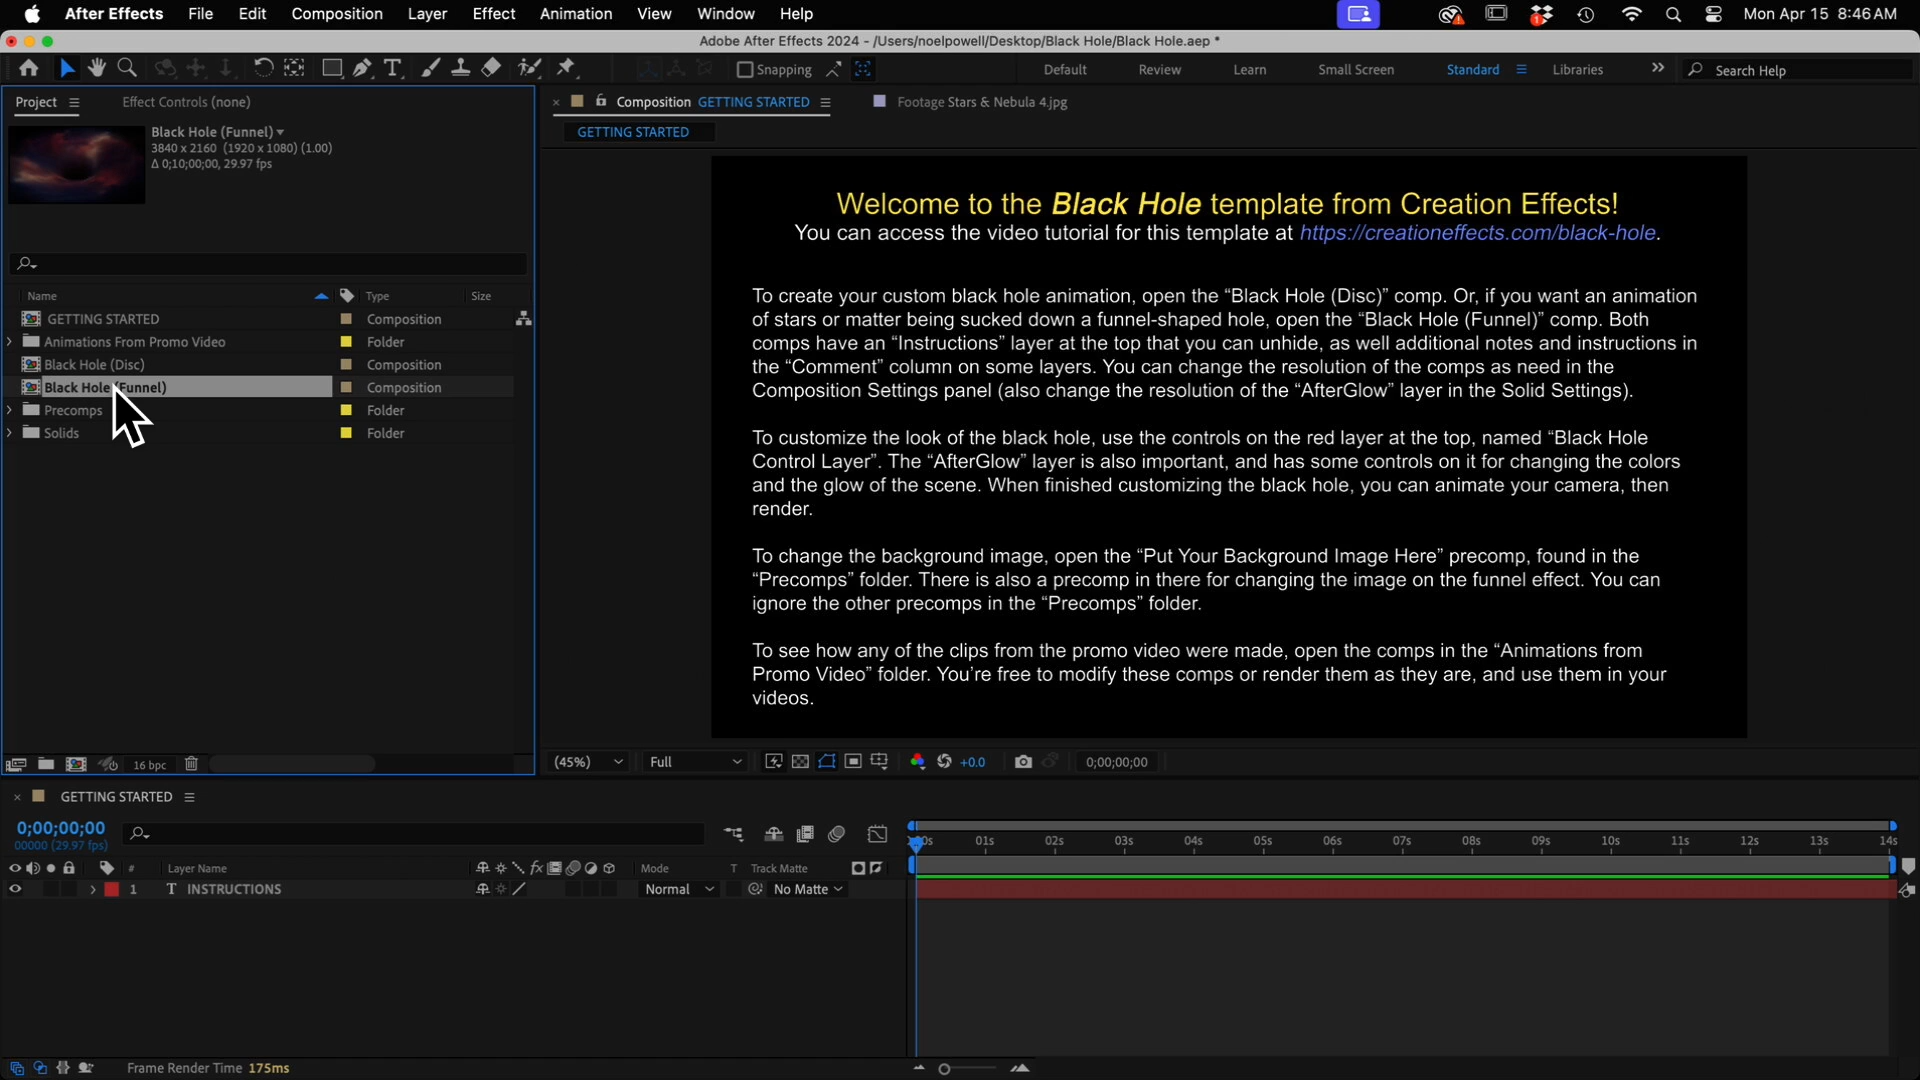 After Effects File Edit Composition Layer Effect Animation View Window Help
1
Mon Apr 15 8:46 AM
Adobe After Effects 2024 - /Users/noelpowell/Desktop/Black Hole/Black Hole.aep *
Snapping
Default Review Learn Small Screen Standard Libraries
Search Help
Project
Effect Controls (none)
Composition GETTING STARTED
Footage Stars & Nebula 4.jpg
Black Hole (Funnel)
3840 x 2160 (1920 x 1080) (1.00)
Δ 0;10;00;00, 29.97 fps
GETTING STARTED
Name Type Size
GETTING STARTED Composition
Animations From Promo Video Folder
Black Hole (Disc) Composition
Black Hole (Funnel) Composition
Precomps Folder
Solids Folder
16 bpc
Welcome to the Black Hole template from Creation Effects!
You can access the video tutorial for this template at https://creationeffects.com/black-hole.
To create your custom black hole animation, open the “Black Hole (Disc)” comp. Or, if you want an animation
of stars or matter being sucked down a funnel-shaped hole, open the “Black Hole (Funnel)” comp. Both
comps have an “Instructions” layer at the top that you can unhide, as well additional notes and instructions in
the “Comment” column on some layers. You can change the resolution of the comps as need in the
Composition Settings panel (also change the resolution of the “AfterGlow” layer in the Solid Settings).
To customize the look of the black hole, use the controls on the red layer at the top, named “Black Hole
Control Layer”. The “AfterGlow” layer is also important, and has some controls on it for changing the colors
and the glow of the scene. When finished customizing the black hole, you can animate your camera, then
render.
To change the background image, open the “Put Your Background Image Here” precomp, found in the
“Precomps” folder. There is also a precomp in there for changing the image on the funnel effect. You can
ignore the other precomps in the “Precomps” folder.
To see how any of the clips from the promo video were made, open the comps in the “Animations from
Promo Video” folder. You’re free to modify these comps or render them as they are, and use them in your
videos.
(45%) Full +0.0 0;00;00;00
GETTING STARTED
0;00;00;00
00000 (29.97 fps)
01s 02s 03s 04s 05s 06s 07s 08s 09s 10s 11s 12s 13s 14s
# Layer Name fx Mode T Track Matte
1 T INSTRUCTIONS Normal No Matte
Frame Render Time 175ms